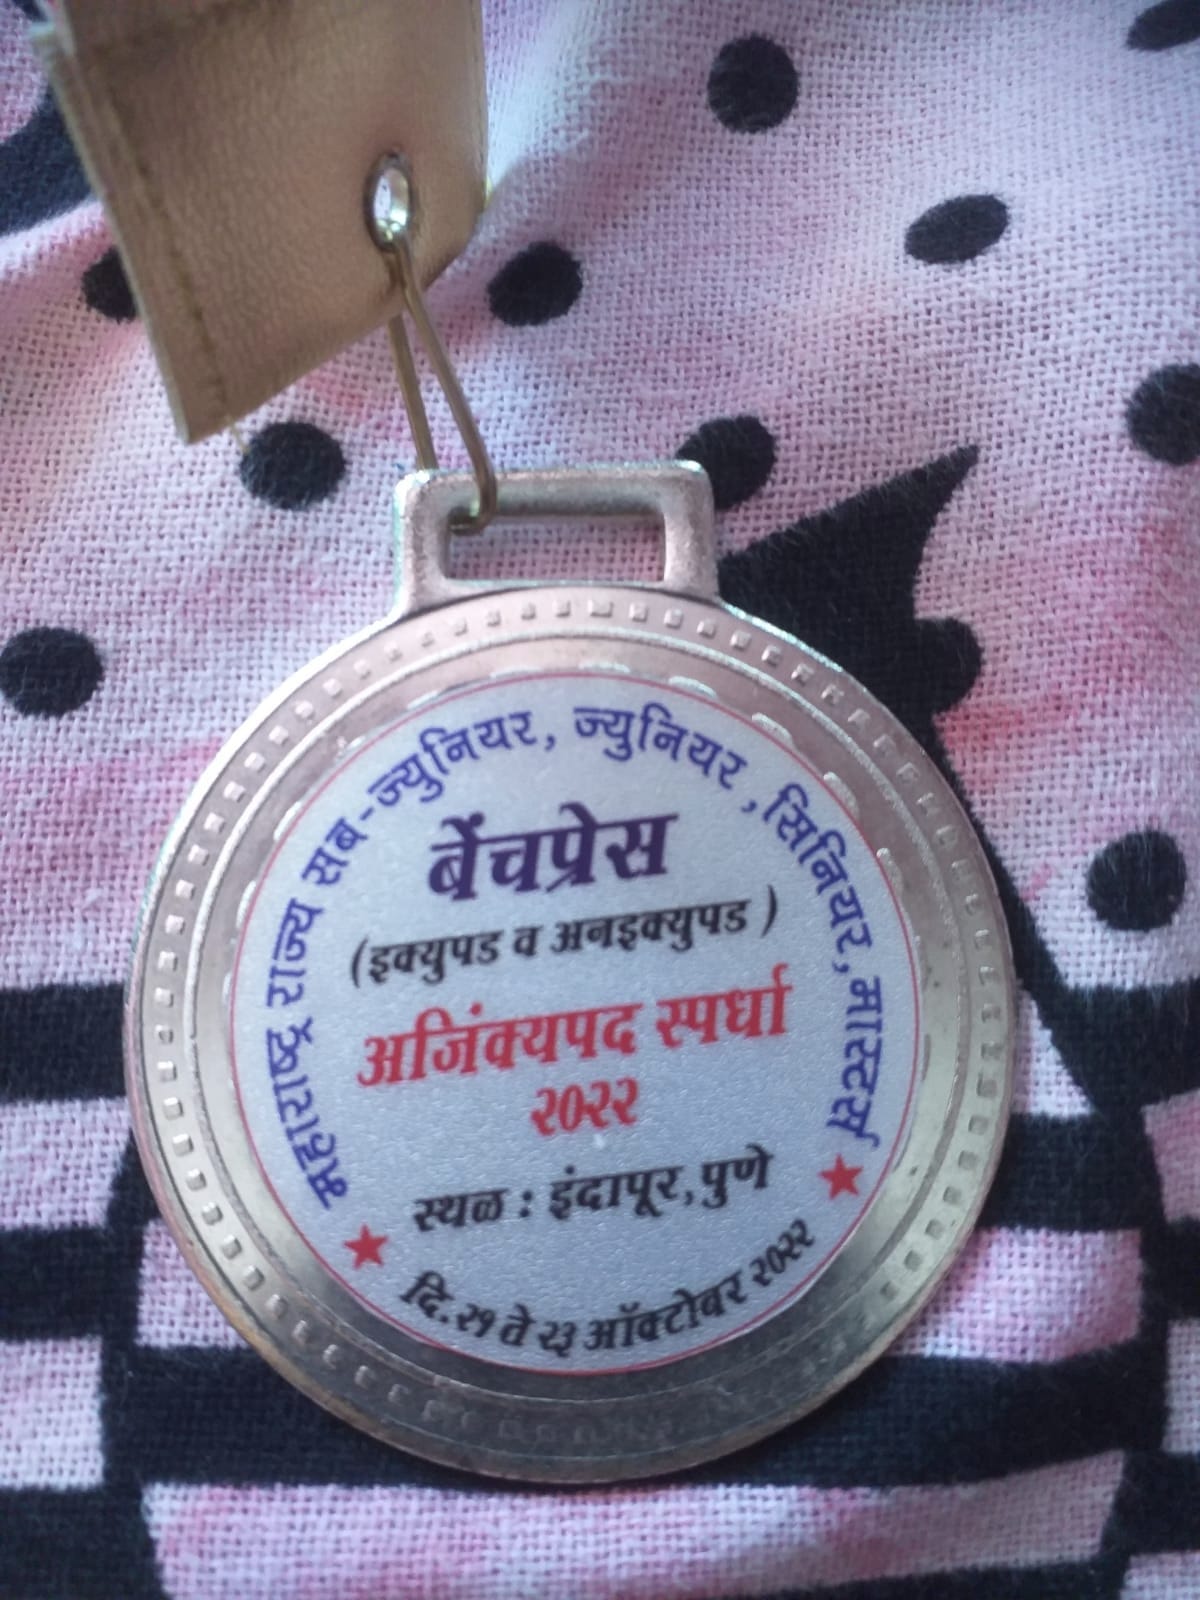 महाराष्ट्र राज्य सब-ज्युनियर, ज्युनियर, सिनियर, मास्टर्स
बेंचप्रेस
(इक्युपड व अनइक्युपड )
अजिंक्यपद स्पर्धा
२०२२
स्थळ : इंदापूर, पुणे
दि.२१ ते २३ ऑक्टोबर २०२२